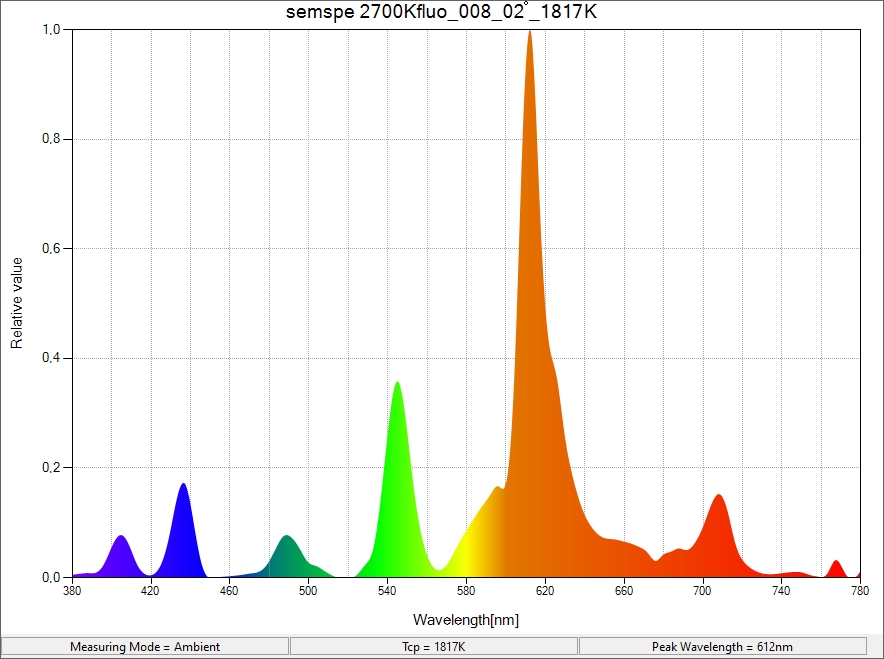 semspe 2700Kfluo_008_02°_1817K
1,0
0,8
0,6
0,4
0,2
0,0
Relative value
380 420 460 500 540 580 620 660 700 740 780
Wavelength[nm]
Measuring Mode = Ambient Tcp = 1817K Peak Wavelength = 612nm